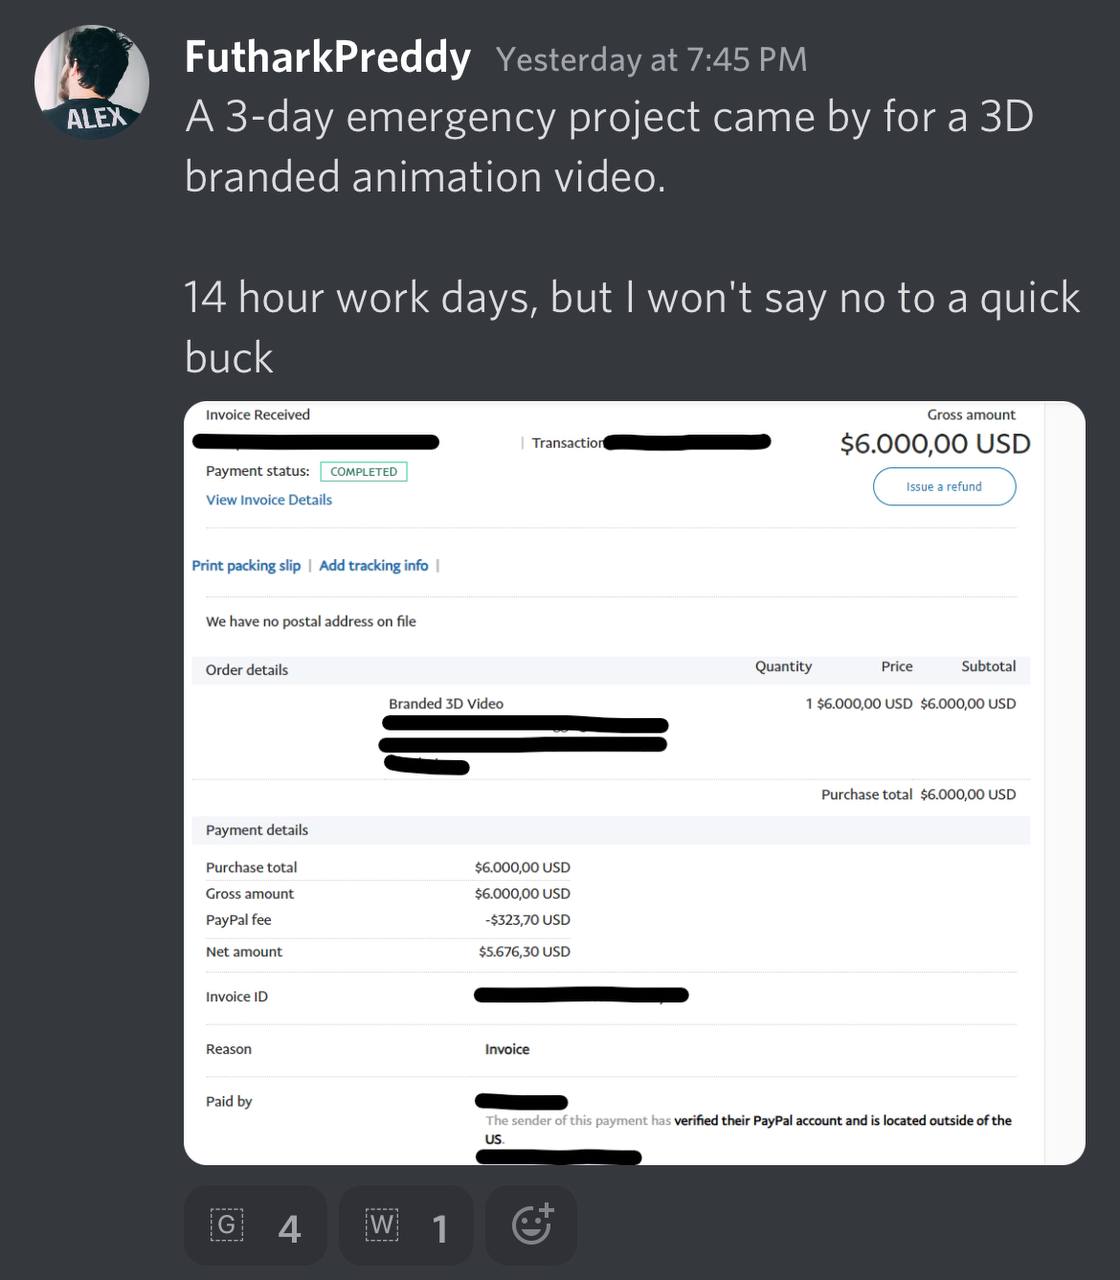 ALEX
FutharkPreddy Yesterday at 7:45 PM
A 3-day emergency project came by for a 3D
branded animation video.
14 hour work days, but I won't say no to a quick
buck
Invoice Received Gross amount
| Transaction $6.000,00 USD
Payment status: COMPLETED Issue a refund
View Invoice Details
Print packing slip | Add tracking info |
We have no postal address on file
Order details Quantity Price Subtotal
Branded 3D Video 1 $6.000,00 USD $6.000,00 USD
Purchase total $6.000,00 USD
Payment details
Purchase total $6.000,00 USD
Gross amount $6.000,00 USD
PayPal fee -$323,70 USD
Net amount $5.676,30 USD
Invoice ID
Reason Invoice
Paid by
The sender of this payment has verified their PayPal account and is located outside of the
US.
G 4 W 1